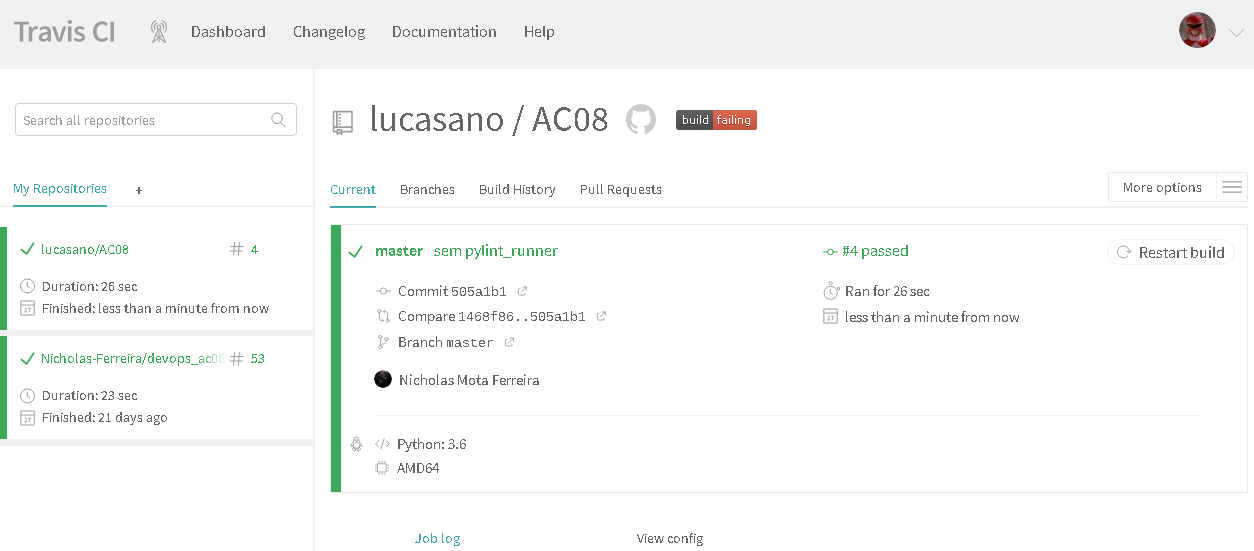 Travis CI Dashboard Changelog Documentation Help
Search all repositories
My Repositories +
lucasano/AC08 # 4
Duration: 26 sec
27 Finished: less than a minute from now
Nicholas-Ferreira/devops_ac06 # 53
Duration: 23 sec
27 Finished: 21 days ago
lucasano / AC08 build failing
Current Branches Build History Pull Requests More options
master sem pylint_runner #4 passed Restart build
Commit 505a1b1 Ran for 26 sec
Compare 1468f86..505a1b1 27 less than a minute from now
Branch master
Nicholas Mota Ferreira
</> Python: 3.6
AMD64
Job log View config